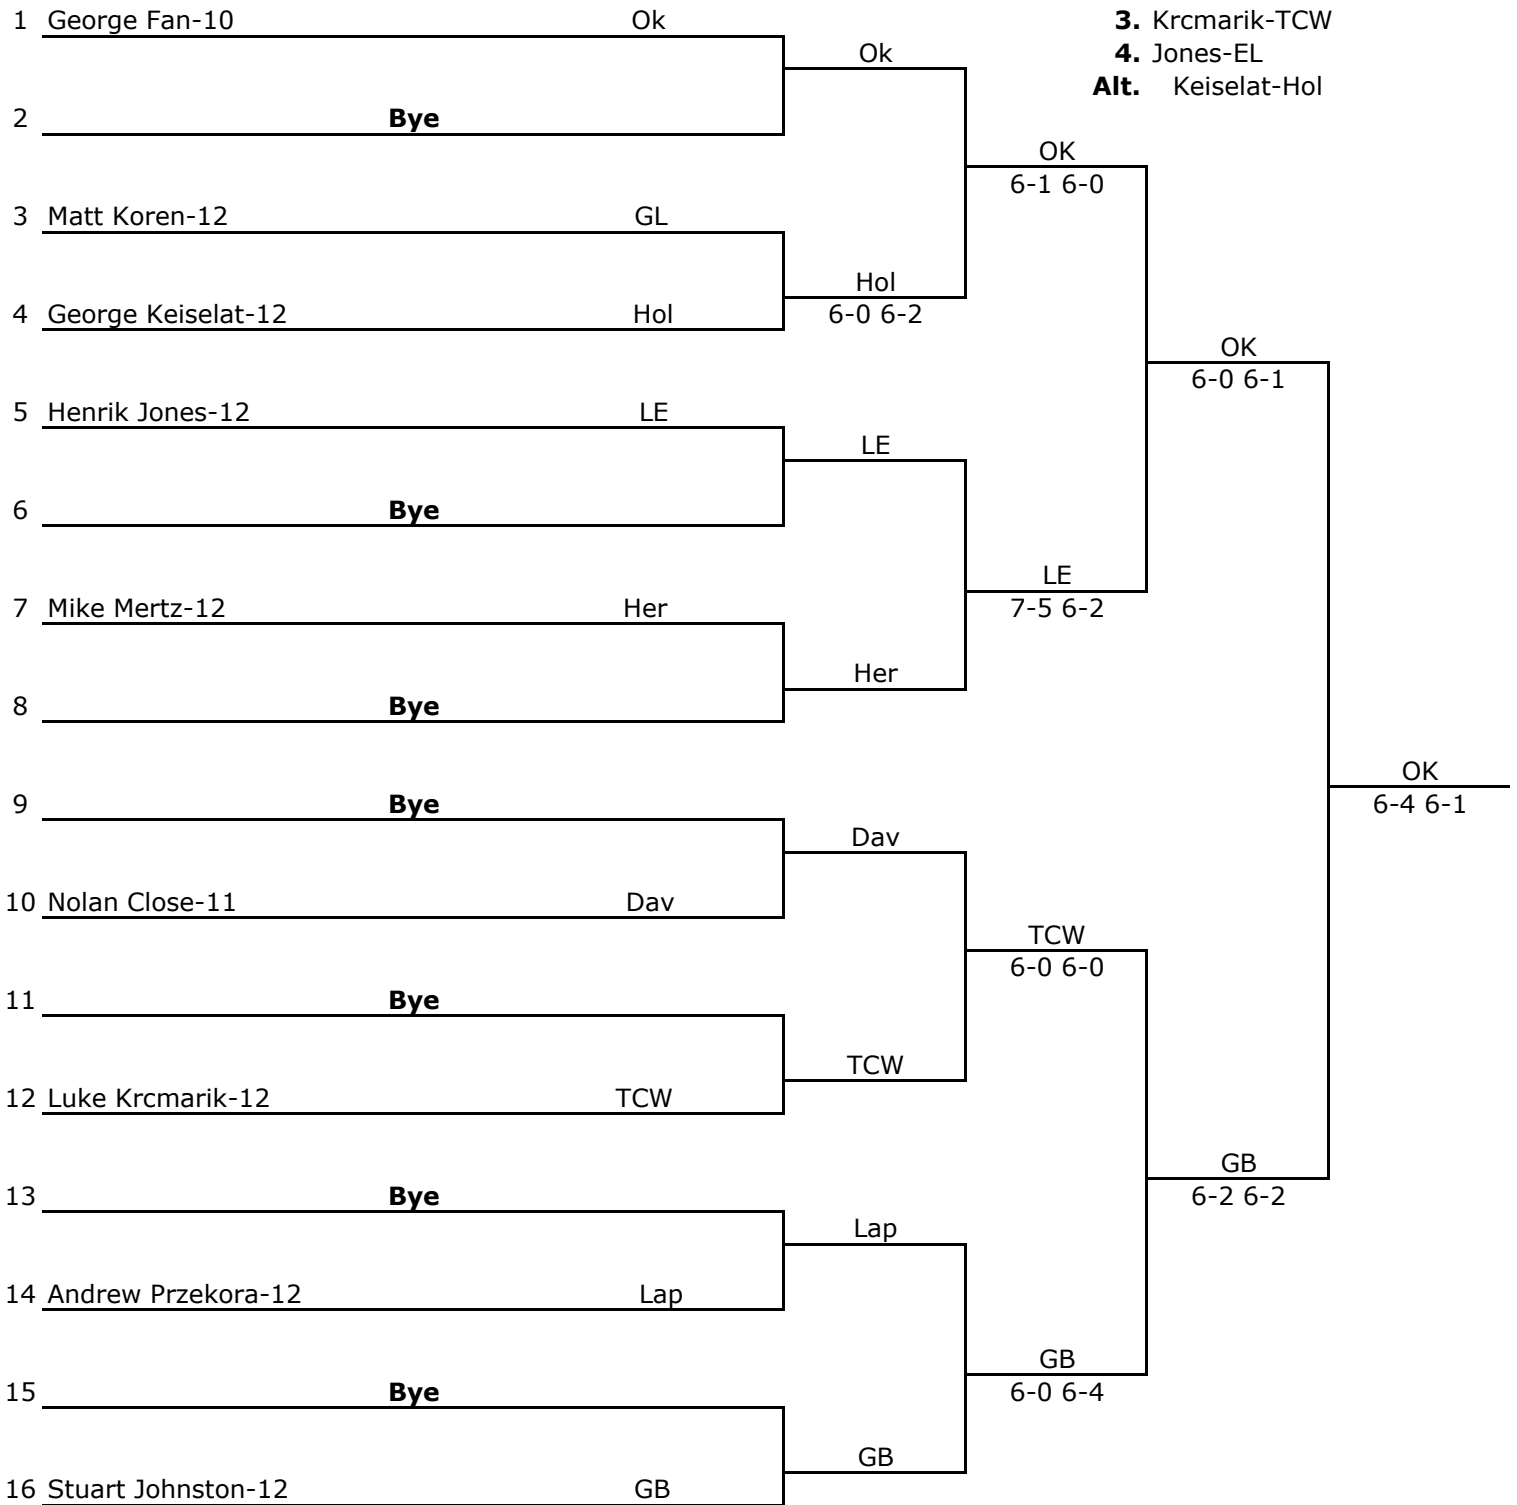 1 George Fan-10 Ok
3. Krcmarik-TCW
Ok
4. Jones-EL
Alt. Keiselat-Hol
2 Bye
OK
6-1 6-0
3 Matt Koren-12 GL
Hol
4 George Keiselat-12 Hol
6-0 6-2
OK
6-0 6-1
5 Henrik Jones-12 LE
LE
6 Bye
LE
7-5 6-2
7 Mike Mertz-12 Her
Her
8 Bye
OK
6-4 6-1
9 Bye
Dav
10 Nolan Close-11 Dav
TCW
6-0 6-0
11 Bye
TCW
12 Luke Krcmarik-12 TCW
GB
6-2 6-2
13 Bye
Lap
14 Andrew Przekora-12 Lap
GB
6-0 6-4
15 Bye
GB
16 Stuart Johnston-12 GB